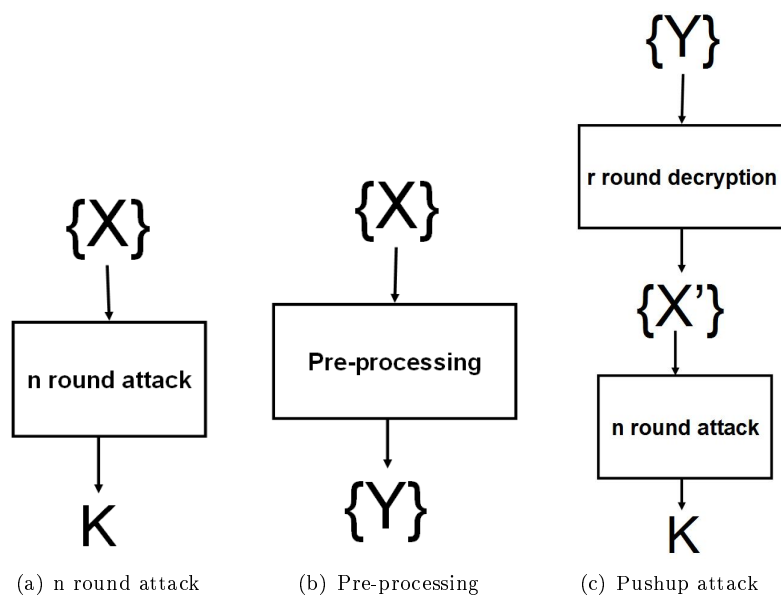 {X}
n round attack
K
(a) n round attack
{X}
Pre-processing
{Y}
(b) Pre-processing
{Y}
r round decryption
{X'}
n round attack
K
(c) Pushup attack